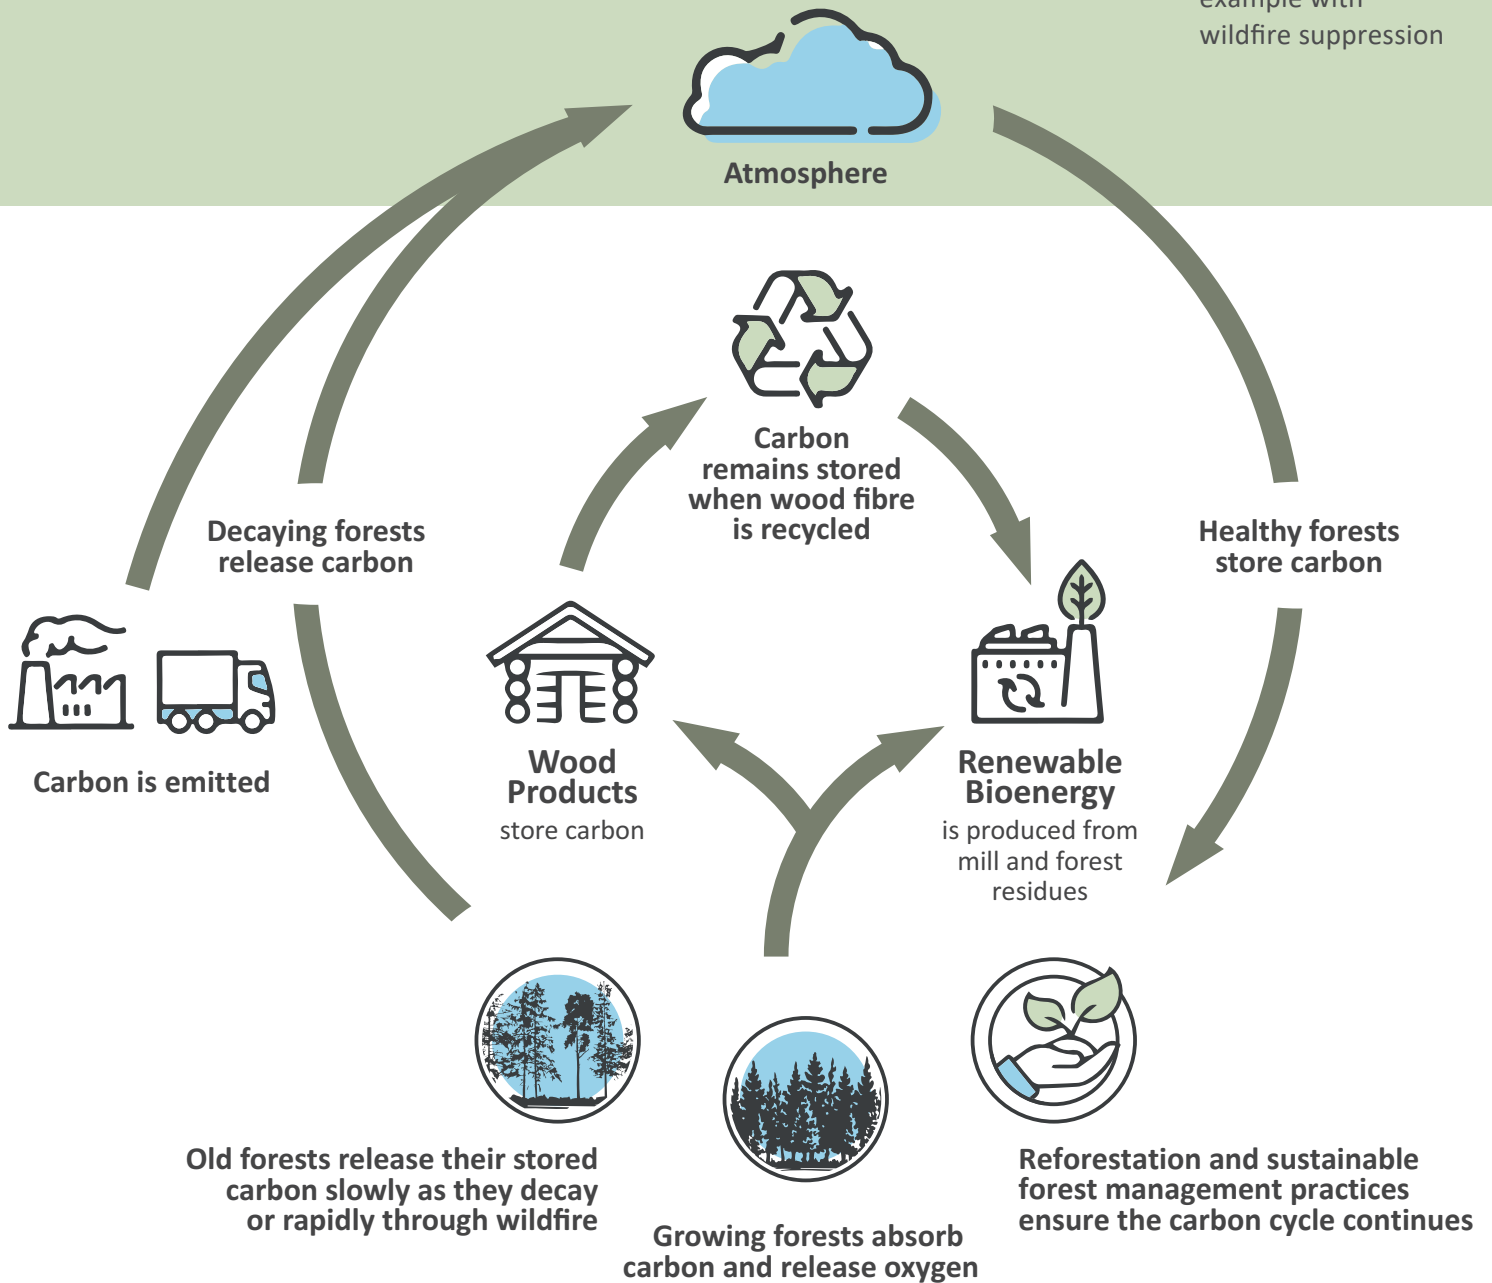 example with
wildfire suppression
Atmosphere
Carbon
remains stored
when wood fibre
is recycled
Decaying forests
release carbon
Healthy forests
store carbon
Carbon is emitted
Wood
Products
store carbon
Renewable
Bioenergy
is produced from
mill and forest
residues
Old forests release their stored
carbon slowly as they decay
or rapidly through wildfire
Growing forests absorb
carbon and release oxygen
Reforestation and sustainable
forest management practices
ensure the carbon cycle continues